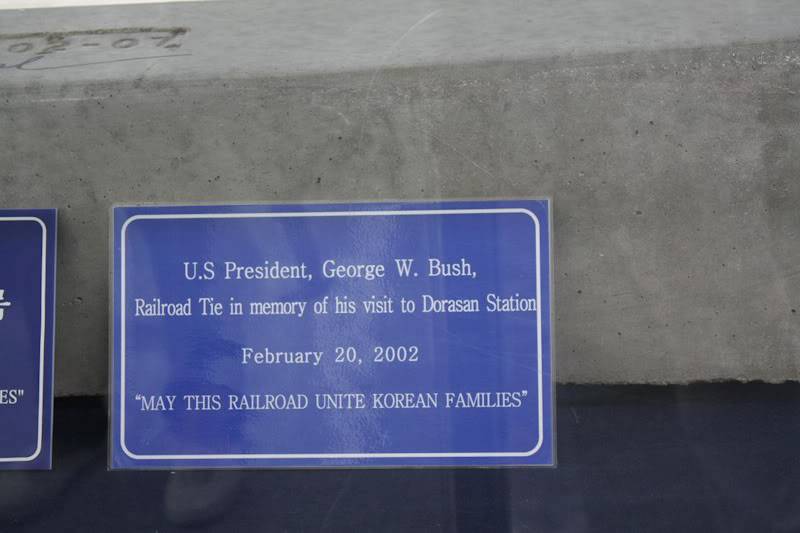 U.S President, George W. Bush,
Railroad Tie in memory of his visit to Dorasan Station
February 20, 2002
"MAY THIS RAILROAD UNITE KOREAN FAMILIES"